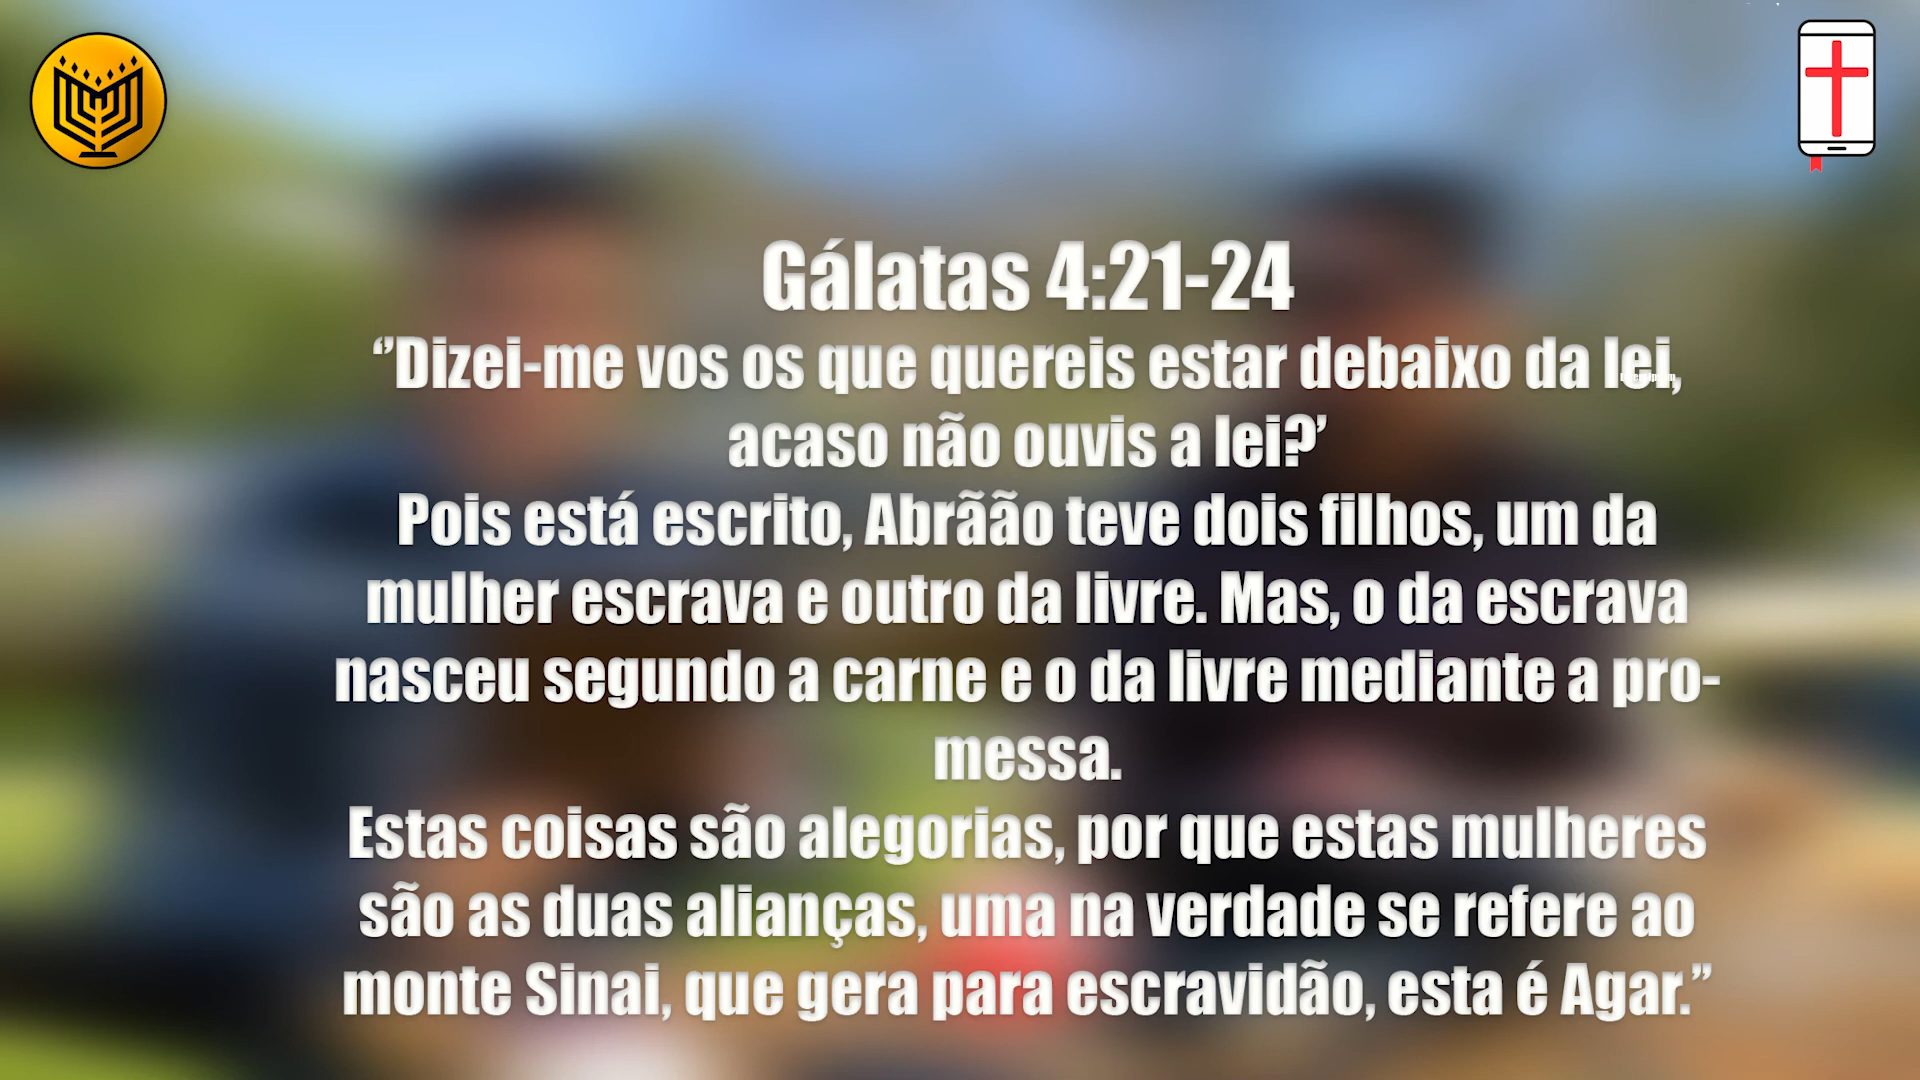 Gálatas 4:21-24
‘’Dizei-me vos os que quereis estar debaixo da lei,
acaso não ouvis a lei?’
Pois está escrito, Abrãão teve dois filhos, um da
mulher escrava e outro da livre. Mas, o da escrava
nasceu segundo a carne e o da livre mediante a pro-
messa.
Estas coisas são alegorias, por que estas mulheres
são as duas alianças, uma na verdade se refere ao
monte Sinai, que gera para escravidão, esta é Agar.”